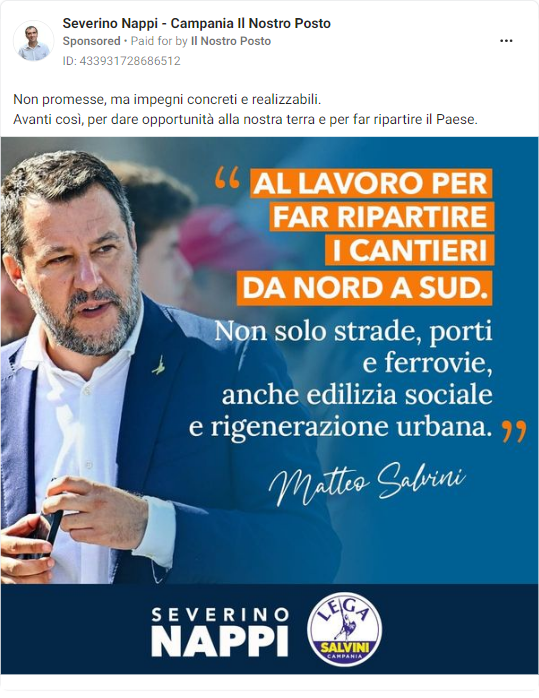 Severino Nappi - Campania Il Nostro Posto
Sponsored • Paid for by Il Nostro Posto
ID: 433931728686512
Non promesse, ma impegni concreti e realizzabili.
Avanti così, per dare opportunità alla nostra terra e per far ripartire il Paese.
“ AL LAVORO PER
FAR RIPARTIRE
I CANTIERI
DA NORD A SUD.
Non solo strade, porti
e ferrovie,
anche edilizia sociale
e rigenerazione urbana. ”
Matteo Salvini
SEVERINO
NAPPI
LEGA
SALVINI
CAMPANIA